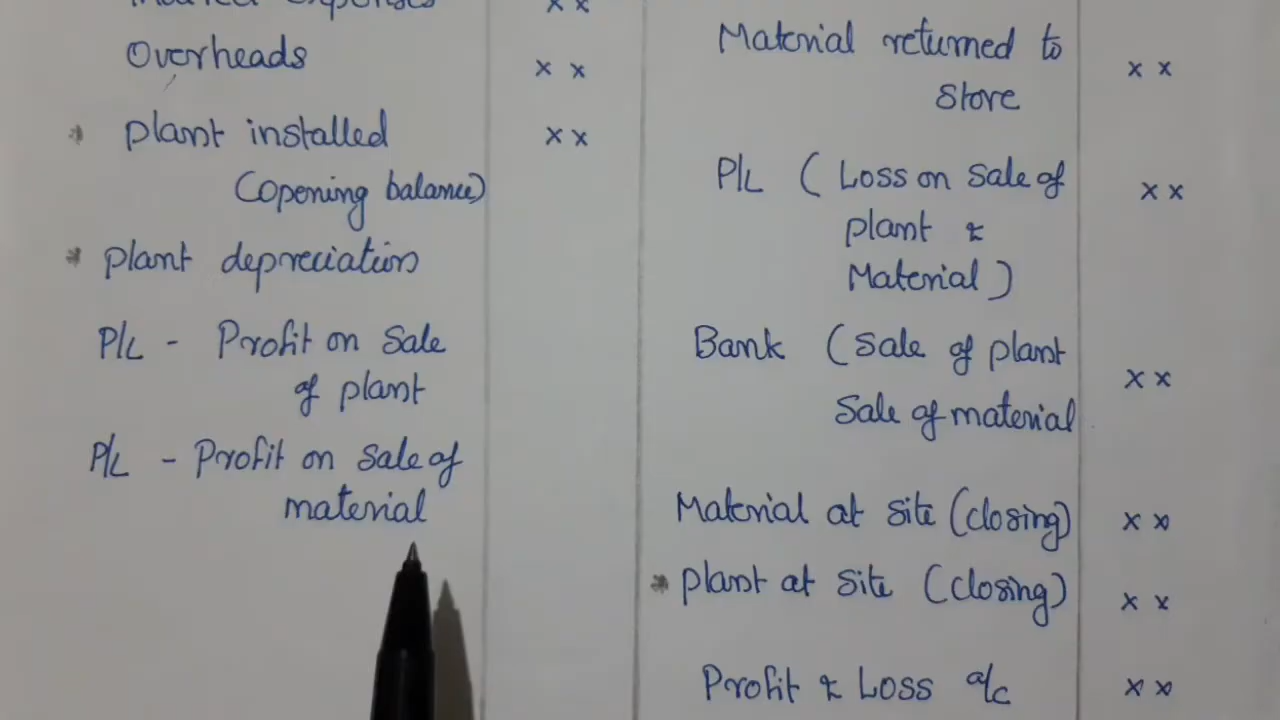 Indirect expenses x x
Overheads x x
* Plant installed x x
(opening balance)
* Plant depreciation
P/L - Profit on Sale
of plant
P/L - Profit on Sale of
material
Material returned to
Store x x
P/L ( Loss on Sale of
plant & x x
Material )
Bank ( Sale of plant
Sale of material x x
Material at Site (closing) x x
* Plant at Site (closing) x x
Profit & Loss a/c x x